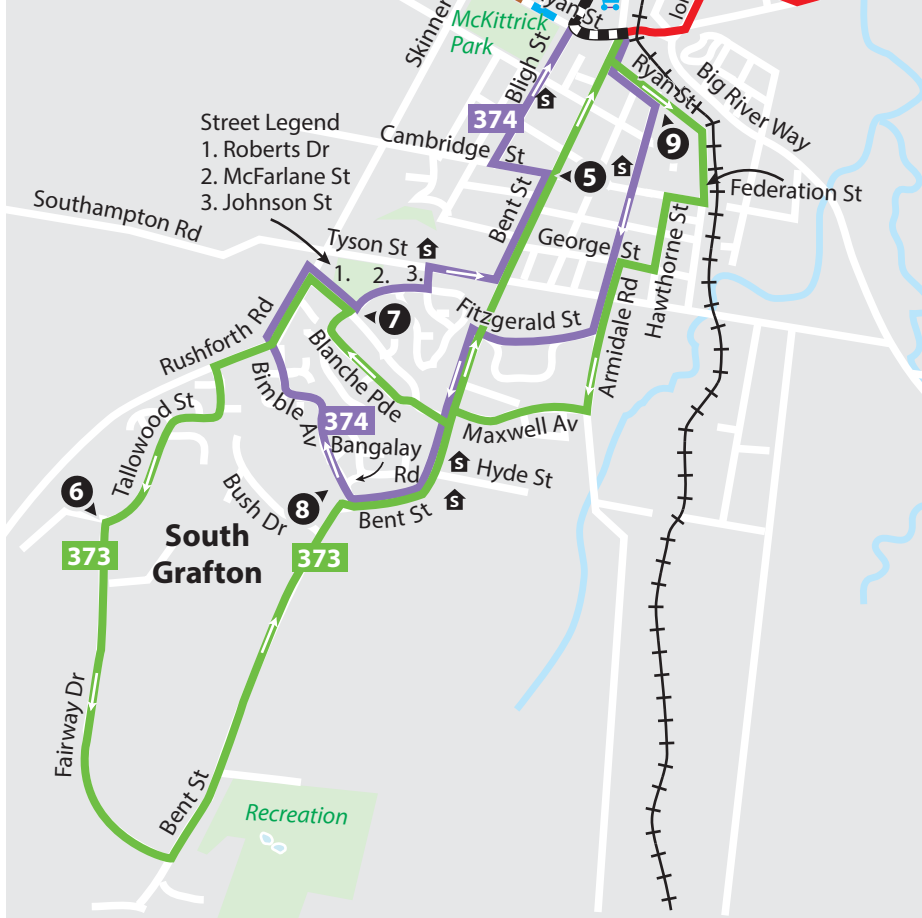 Ryan St
McKittrick
Park
Skinner
Bligh St
374
Ryan St
Big River Way
9
Street Legend
1. Roberts Dr
2. McFarlane St
3. Johnson St
Cambridge St
5
Federation St
Southampton Rd
Bent St
Tyson St
George St
Hawthorne St
1. 2. 3.
7
Fitzgerald St
Armidale Rd
Rushforth Rd
Blanche Pde
Bimble Av
374
Maxwell Av
Tallowood St
Bangalay
Rd
Hyde St
6
Bush Dr
8
Bent St
South
Grafton
373
373
Fairway Dr
Bent St
Recreation
S
S
S
S
S